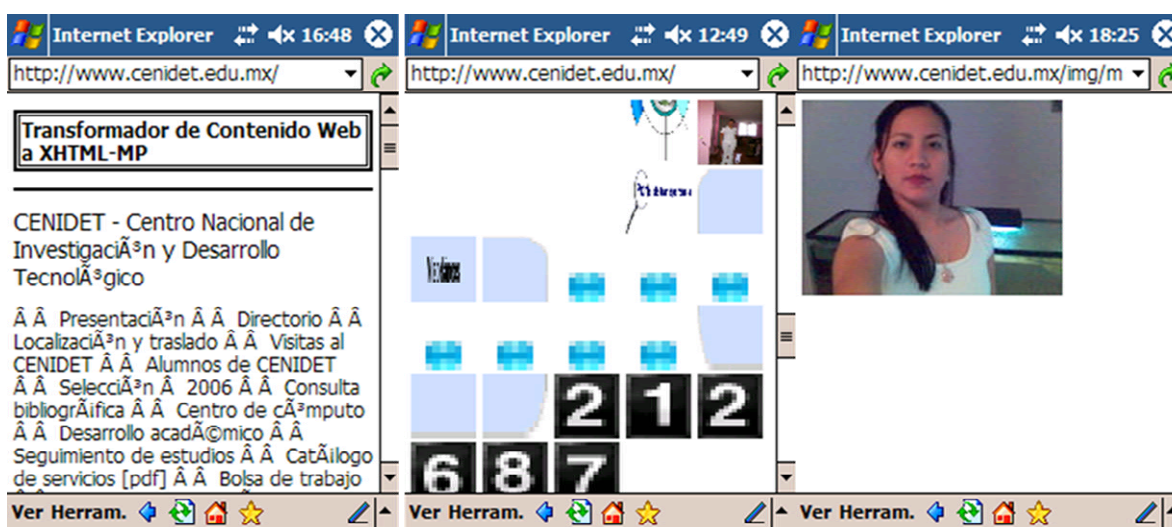 Internet Explorer 16:48
http://www.cenidet.edu.mx/
Transformador de Contenido Web
a XHTML-MP
CENIDET - Centro Nacional de
InvestigaciÃ³n y Desarrollo
TecnolÃ³gico
Â Â PresentaciÃ³n Â Â Directorio Â Â
LocalizaciÃ³n y traslado Â Â Visitas al
CENIDET Â Â Alumnos de CENIDET
Â Â SelecciÃ³n Â 2006 Â Â Consulta
bibliogrÃifica Â Â Centro de cÃ³mputo
Â Â Desarrollo acadÃ©mico Â Â
Seguimiento de estudios Â Â CatÃilogo
de servicios [pdf] Â Â Bolsa de trabajo
Ver Herram.
Internet Explorer 12:49
http://www.cenidet.edu.mx/
2 1 2
6 8 7
Ver Herram.
Internet Explorer 18:25
http://www.cenidet.edu.mx/img/m
Ver Herram.